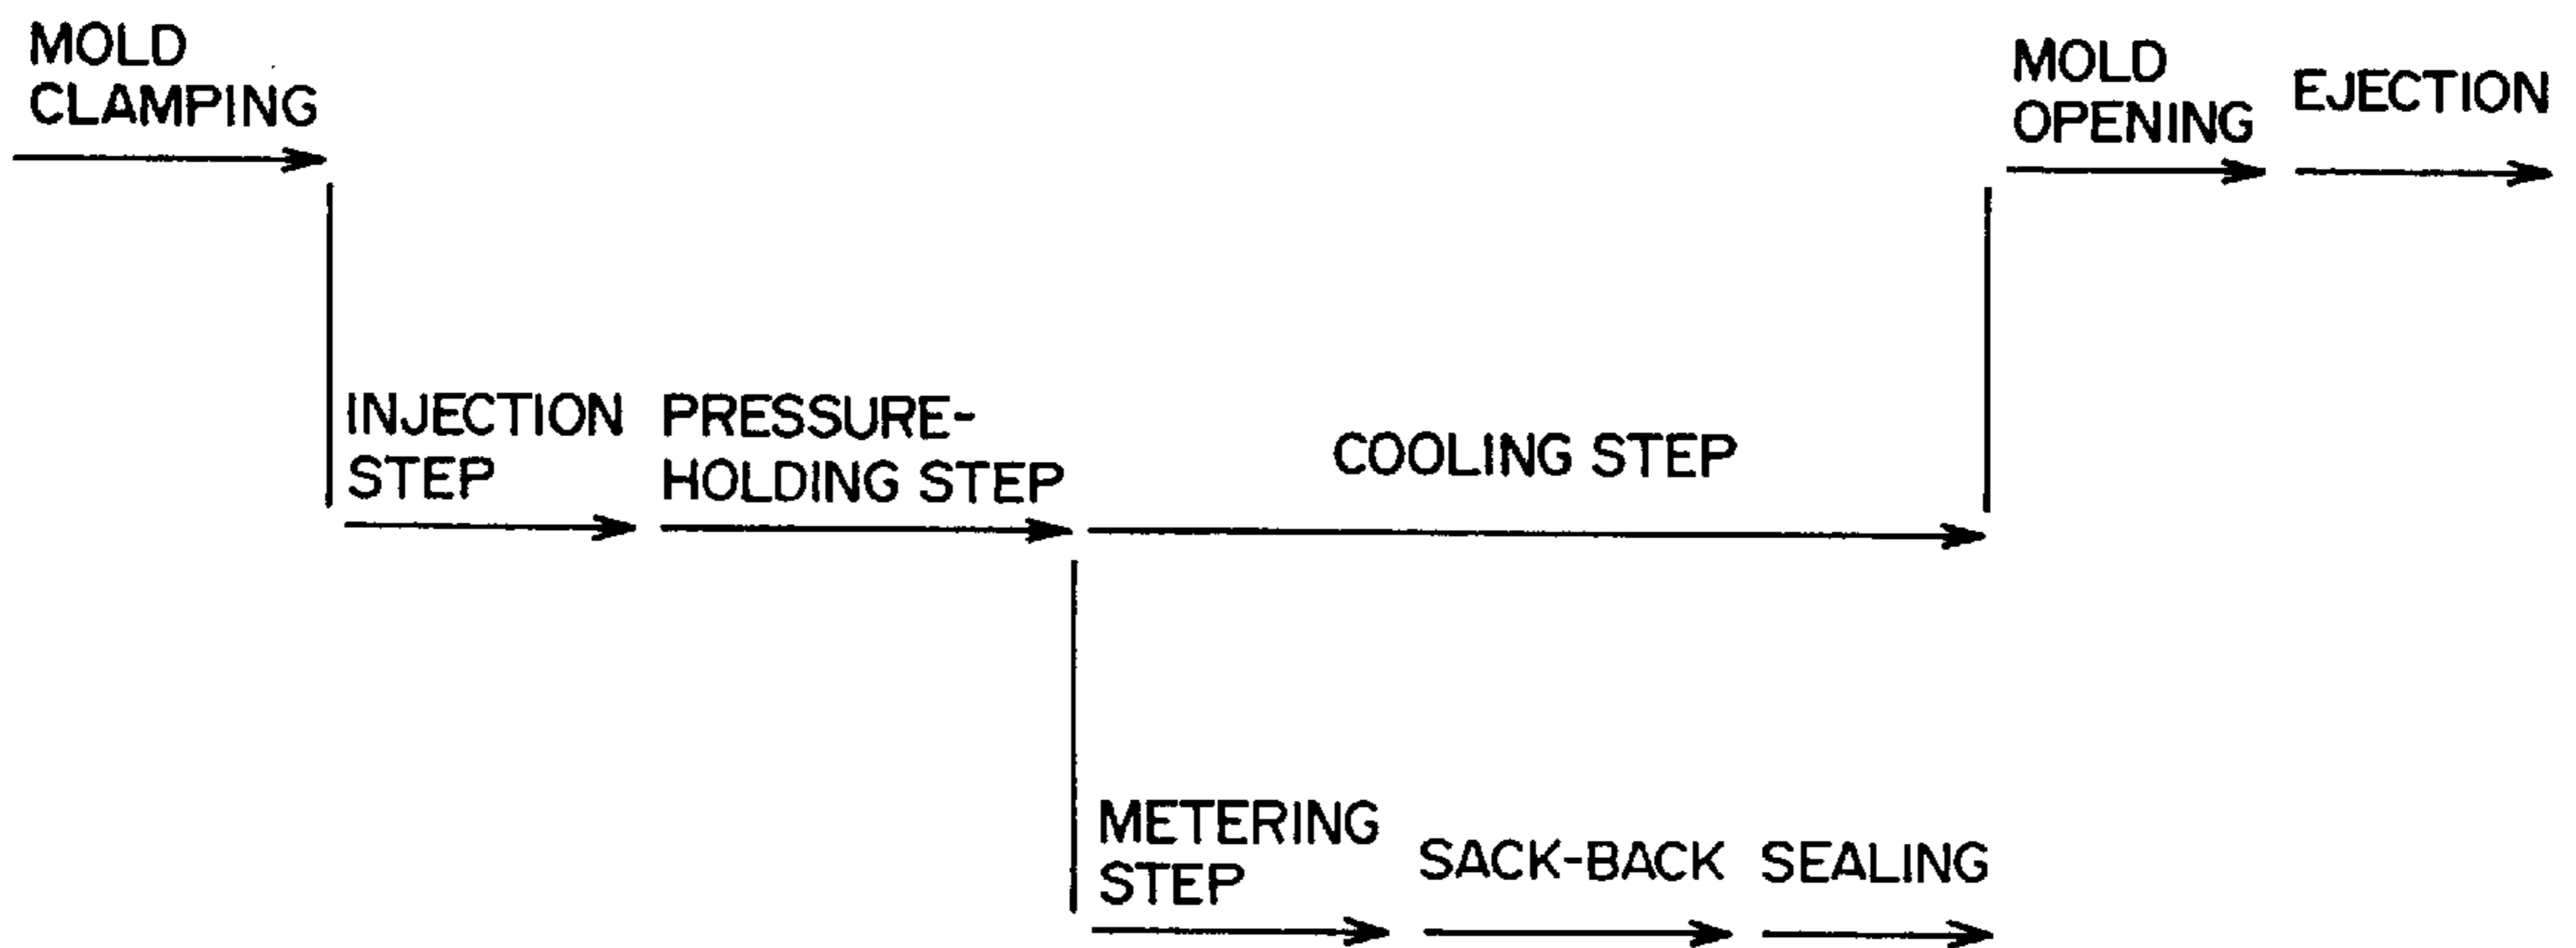 MOLD
CLAMPING
MOLD
OPENING
EJECTION
INJECTION
STEP
PRESSURE-
HOLDING STEP
COOLING STEP
METERING
STEP
SACK-BACK
SEALING